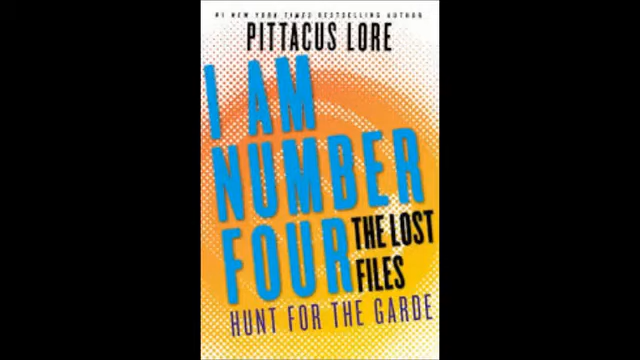 #1 NEW YORK TIMES BESTSELLING AUTHOR
PITTACUS LORE
I AM
NUMBER
FOUR THE LOST
FILES
HUNT FOR THE GARDE